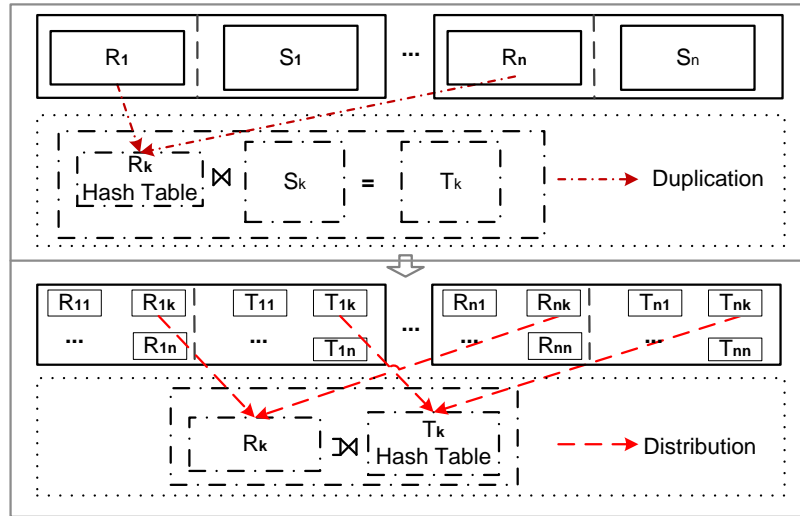 R1 S1 ... Rn Sn
Rk
Hash Table ⋈ Sk = Tk
Duplication
R11 R1k T11 T1k ... Rn1 Rnk Tn1 Tnk
... R1n ... T1n ... Rnn ... Tnn
Rk ⟕ Tk
Hash Table
Distribution